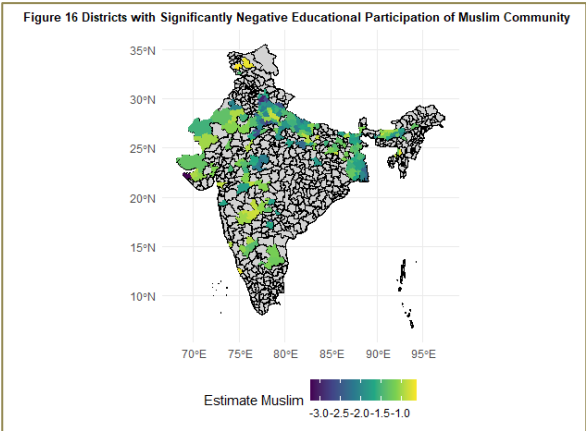 Figure 16 Districts with Significantly Negative Educational Participation of Muslim Community
35°N
30°N
25°N
20°N
15°N
10°N
70°E 75°E 80°E 85°E 90°E 95°E
Estimate Muslim
-3.0-2.5-2.0-1.5-1.0